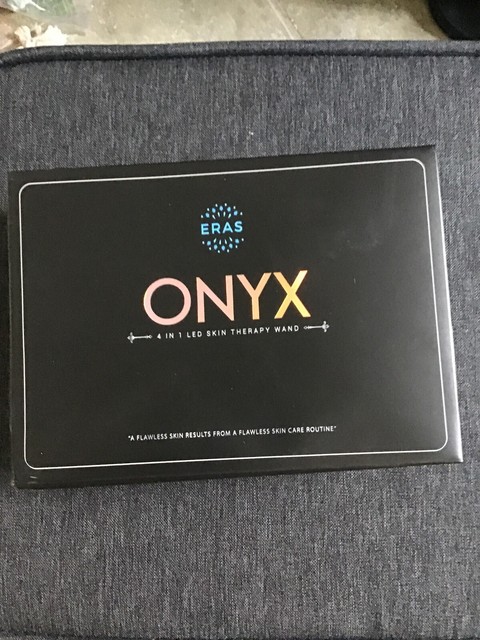 ERAS
ONYX
4 IN 1 LED SKIN THERAPY WAND
"A FLAWLESS SKIN RESULTS FROM A FLAWLESS SKIN CARE ROUTINE"